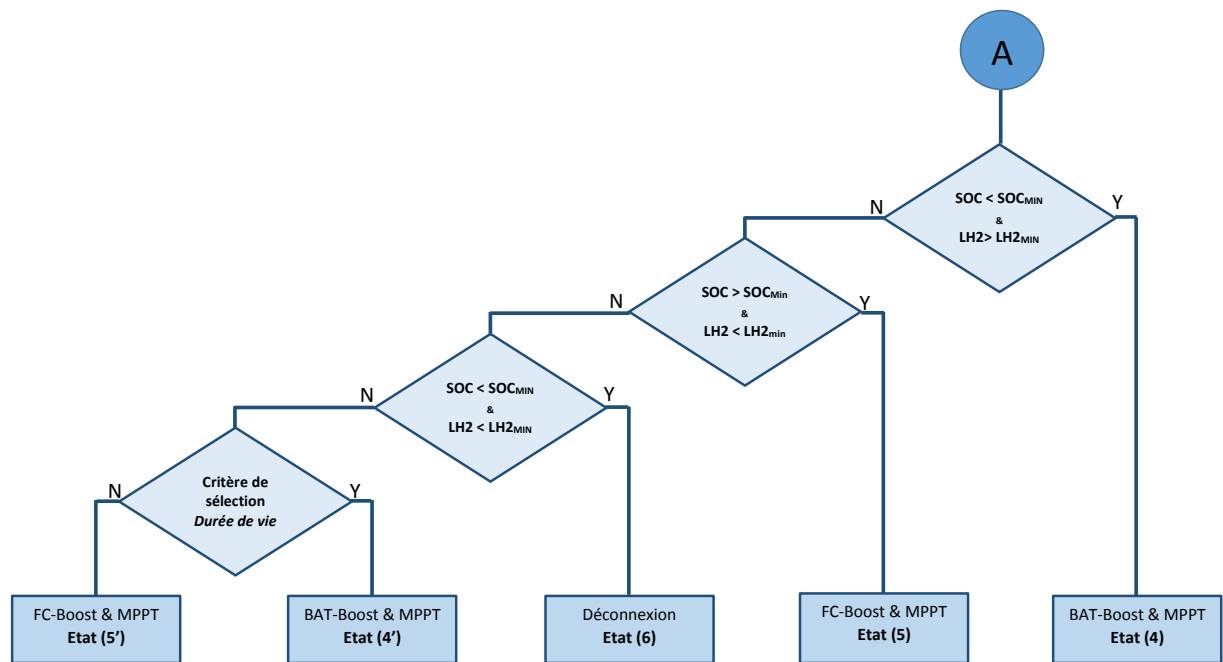 A
SOC < SOCMIN
&
LH2> LH2MIN
N
Y
SOC > SOCMin
&
LH2 < LH2min
N
Y
SOC < SOCMIN
&
LH2 < LH2MIN
N
Y
Critère de
sélection
Durée de vie
N
Y
FC-Boost & MPPT
Etat (5’)
BAT-Boost & MPPT
Etat (4’)
Déconnexion
Etat (6)
FC-Boost & MPPT
Etat (5)
BAT-Boost & MPPT
Etat (4)